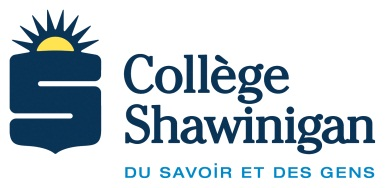 Collège
Shawinigan
DU SAVOIR ET DES GENS